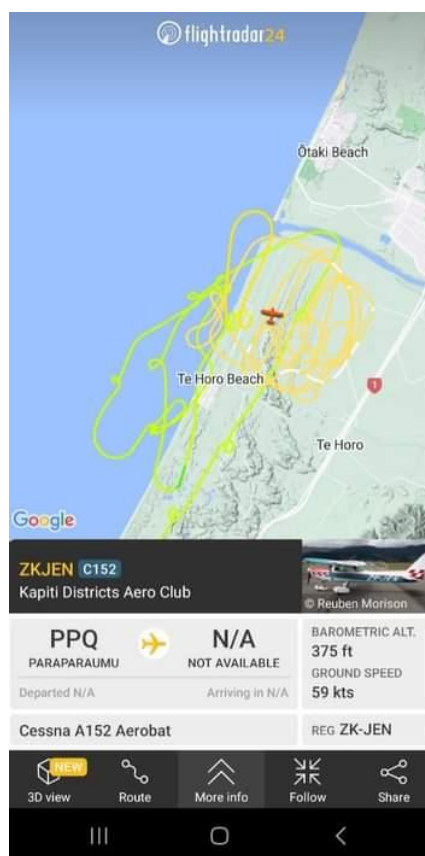 flightradar24
Ōtaki Beach
Te Horo Beach
1
Te Horo
Google
ZKJEN C152
Kapiti Districts Aero Club
© Reuben Morison
PPQ
PARAPARAUMU
N/A
NOT AVAILABLE
Departed N/A
Arriving in N/A
BAROMETRIC ALT.
375 ft
GROUND SPEED
59 kts
Cessna A152 Aerobat
REG ZK-JEN
NEW
3D view
Route
More info
Follow
Share